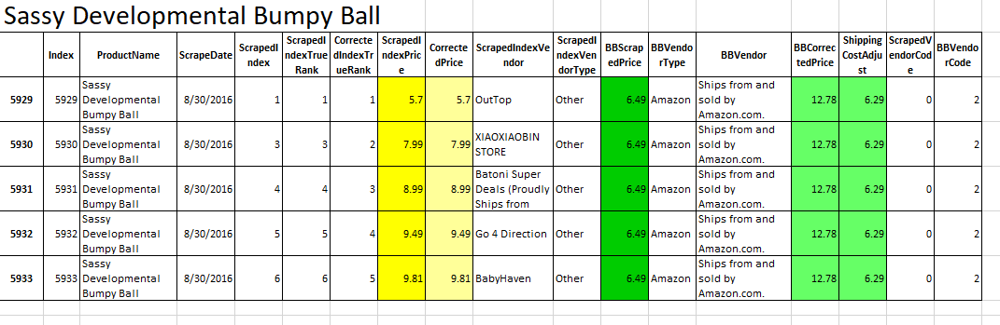 Sassy Developmental Bumpy Ball
Index ProductName ScrapeDate ScrapedIndex ScrapedIndexTrueRank CorrectedIndexTrueRank ScrapedIndexPrice CorrectedPrice ScrapedIndexVendor ScrapedIndexVendorType BBScrapedPrice BBVendorType BBVendor BBCorrectedPrice ShippingCostAdjust ScrapedVendorCode BBVendorCode
5929 5929 Sassy Developmental Bumpy Ball 8/30/2016 1 1 1 5.7 5.7 OutTop Other 6.49 Amazon Ships from and sold by Amazon.com. 12.78 6.29 0 2
5930 5930 Sassy Developmental Bumpy Ball 8/30/2016 3 3 2 7.99 7.99 XIAOXIAOBIN STORE Other 6.49 Amazon Ships from and sold by Amazon.com. 12.78 6.29 0 2
5931 5931 Sassy Developmental Bumpy Ball 8/30/2016 4 4 3 8.99 8.99 Batoni Super Deals (Proudly Ships from Other 6.49 Amazon Ships from and sold by Amazon.com. 12.78 6.29 0 2
5932 5932 Sassy Developmental Bumpy Ball 8/30/2016 5 5 4 9.49 9.49 Go 4 Direction Other 6.49 Amazon Ships from and sold by Amazon.com. 12.78 6.29 0 2
5933 5933 Sassy Developmental Bumpy Ball 8/30/2016 6 6 5 9.81 9.81 BabyHaven Other 6.49 Amazon Ships from and sold by Amazon.com. 12.78 6.29 0 2